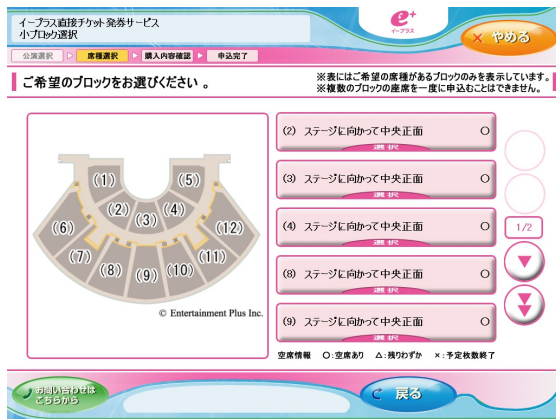 イープラス直接チケット発券サービス
小ブロック選択
e+
イープラス
× やめる
公演選択 ▷ 席種選択 ▷ 購入内容確認 ▷ 申込完了
ご希望のブロックをお選びください 。
※表にはご希望の席種があるブロックのみを表示しています。
※複数のブロックの座席を一度に申込むことはできません。
(1)
(5)
(2)
(3)
(4)
(6)
(12)
(7)
(11)
(8)
(9)
(10)
© Entertainment Plus Inc.
(2) ステージに向かって中央正面 ○
選択
(3) ステージに向かって中央正面 ○
選択
(4) ステージに向かって中央正面 ○
選択
(8) ステージに向かって中央正面 ○
選択
(9) ステージに向かって中央正面 ○
選択
1/2
空席情報 ○:空席あり △:残りわずか ×:予定枚数終了
お問い合わせは
こちらから
戻る